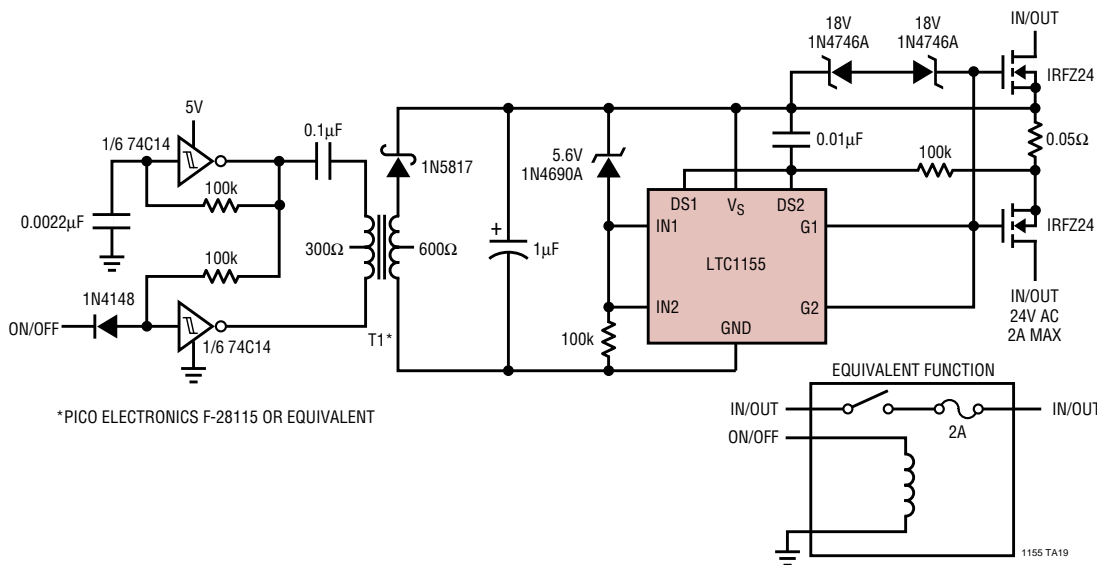 18V
1N4746A
18V
1N4746A
IN/OUT
IRFZ24
5V
1/6 74C14
0.1µF
100k
0.0022µF
1N5817
5.6V
1N4690A
0.01µF
100k
0.05Ω
DS1
VS
DS2
IN1
G1
IRFZ24
300Ω
600Ω
+
1µF
LTC1155
100k
1N4148
ON/OFF
IN2
G2
GND
IN/OUT
24V AC
2A MAX
1/6 74C14
T1*
100k
*PICO ELECTRONICS F-28115 OR EQUIVALENT
EQUIVALENT FUNCTION
IN/OUT
IN/OUT
2A
ON/OFF
1155 TA19